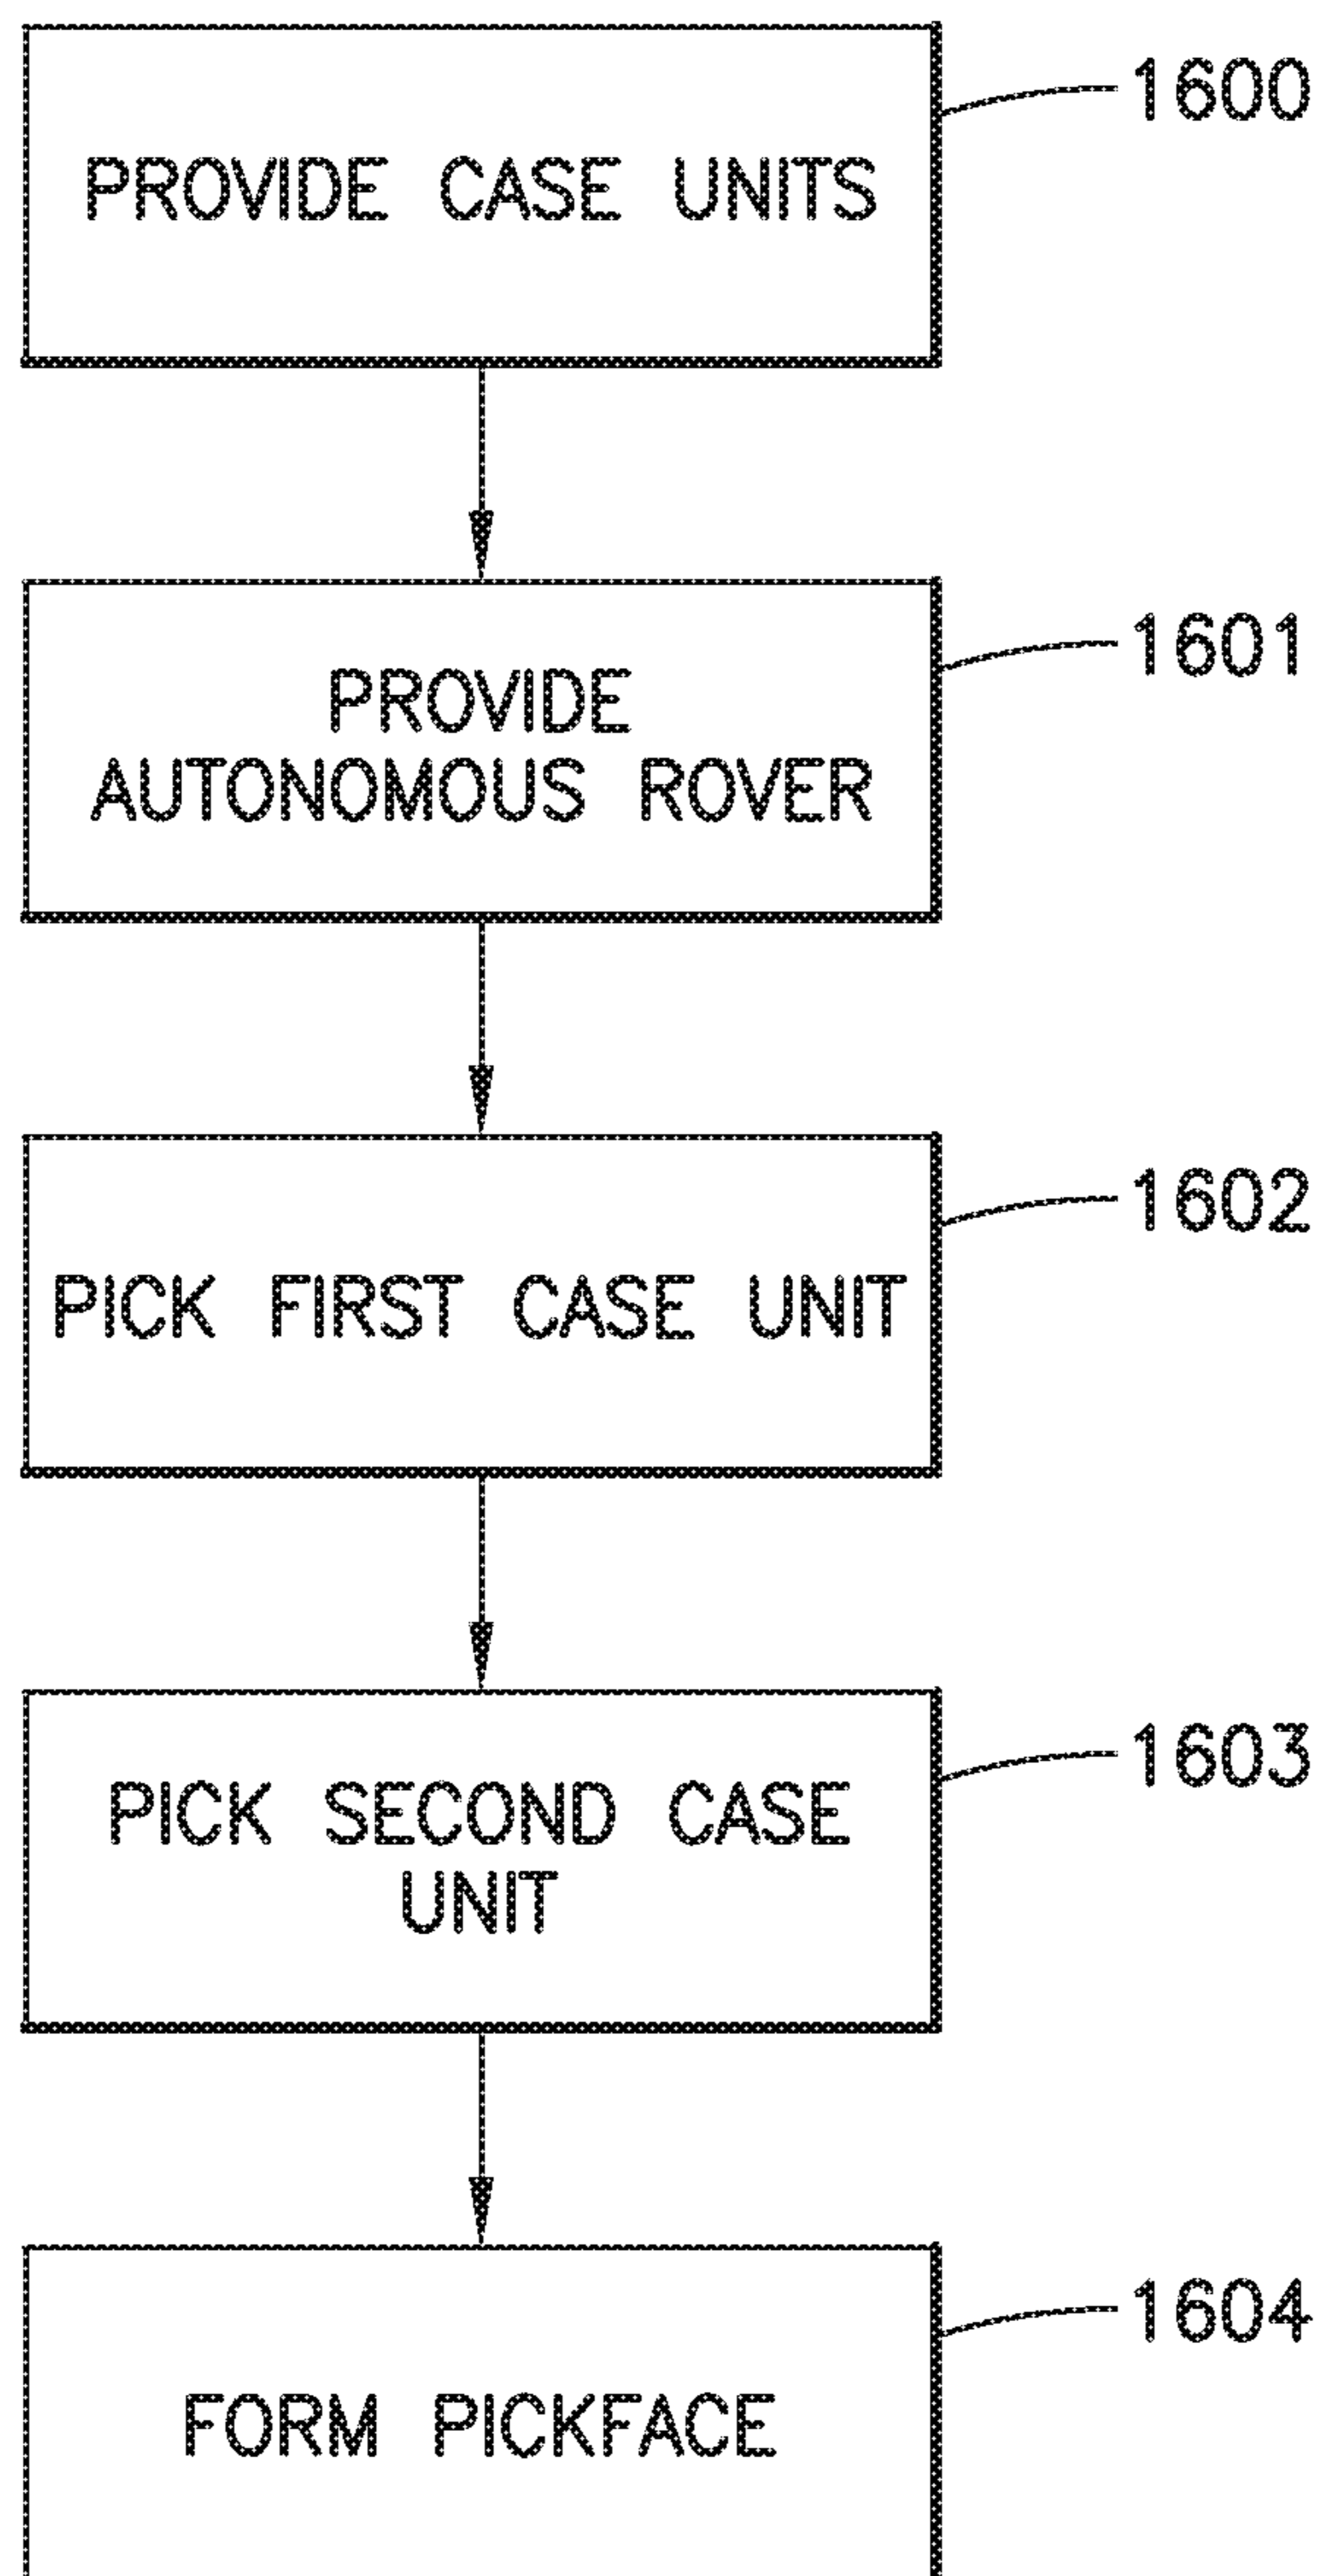 PROVIDE CASE UNITS
1600
PROVIDE
AUTONOMOUS ROVER
1601
PICK FIRST CASE UNIT
1602
PICK SECOND CASE
UNIT
1603
FORM PICKFACE
1604